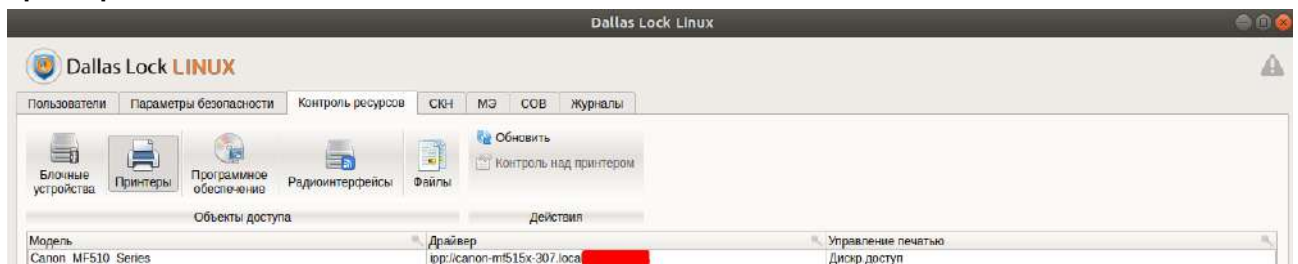 Dallas Lock Linux
Dallas Lock LINUX
Пользователи Параметры безопасности Контроль ресурсов СКН МЭ СОВ Журналы
Блочные устройства Принтеры Программное обеспечение Радиоинтерфейсы Файлы Обновить
Контроль над принтером
Объекты доступа Действия
Модель Драйвер Управление печатью
Canon MF510 Series ipp://canon-mf515x-307.loca Дискр.доступ